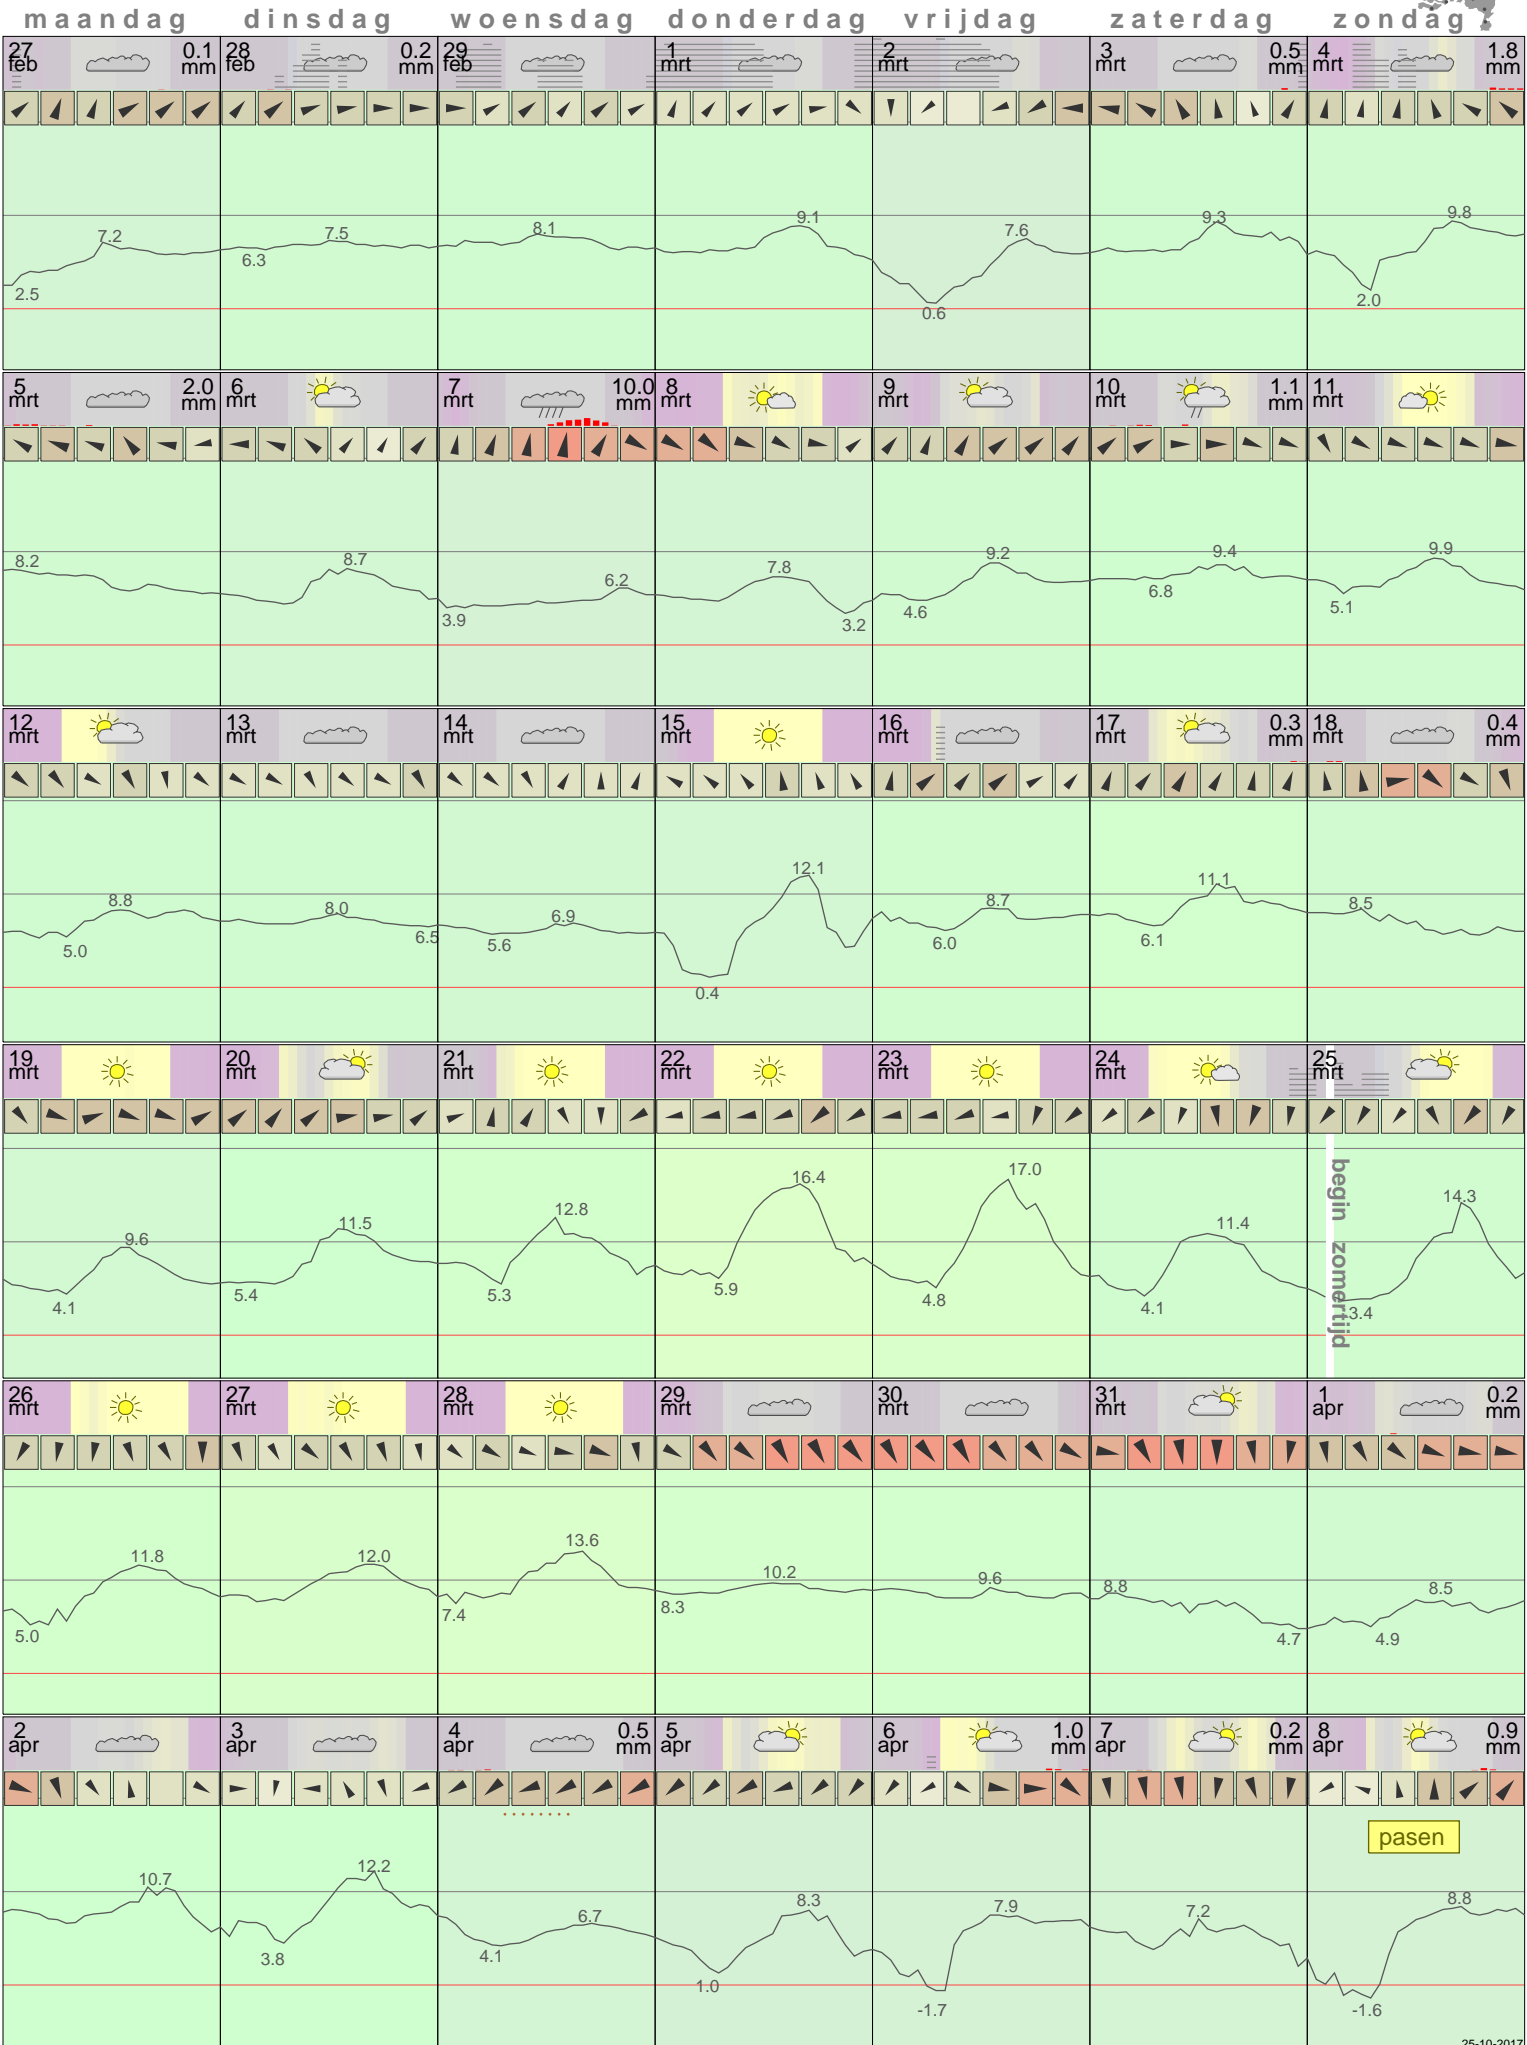 maandag dinsdag woensdag donderdag vrijdag zaterdag zondag
27 0.1 28 0.2 29 1 2 3 0.5 4 1.8
feb mm feb mm feb mrt mrt mrt mm mrt mm
7.2 7.5 8.1 9.1 7.6 9.3 9.8
2.5 6.3 0.6 2.0
5 2.0 6 7 10.0 8 9 10 1.1 11
mrt mm mrt mrt mm mrt mrt mrt mm mrt
8.2 8.7 6.2 7.8 9.2 9.4 9.9
3.9 3.2 4.6 6.8 5.1
12 13 14 15 16 17 0.3 18 0.4
mrt mrt mrt mrt mrt mrt mm mrt mm
8.8 8.0 6.9 12.1 8.7 11.1 8.5
5.0 6.5 5.6 0.4 6.0 6.1
19 20 21 22 23 24 25
mrt mrt mrt mrt mrt mrt mrt
9.6 11.5 12.8 16.4 17.0 11.4 14.3
4.1 5.4 5.3 5.9 4.8 4.1 3.4
begin zomertijd
26 27 28 29 30 31 1 0.2
mrt mrt mrt mrt mrt mrt apr mm
11.8 12.0 13.6 10.2 9.6 8.8 8.5
5.0 7.4 8.3 4.7 4.9
2 3 4 0.5 5 6 1.0 7 0.2 8 0.9
apr apr apr mm apr apr mm apr mm apr mm
pasen
10.7 12.2 6.7 8.3 7.9 7.2 8.8
3.8 4.1 1.0 -1.7 -1.6
25-10-2017